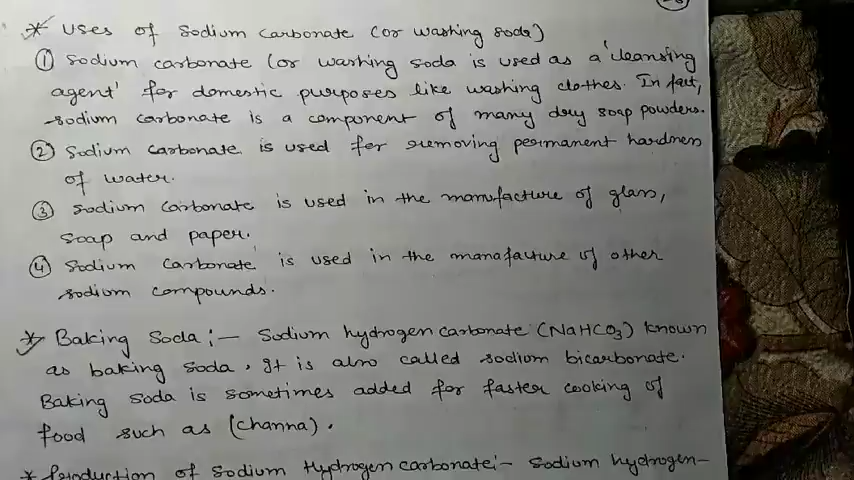 * Uses of Sodium Carbonate (or washing soda)
① Sodium carbonate (or washing soda is used as a 'cleansing
agent' for domestic purposes like washing clothes. In fact,
sodium carbonate is a component of many dry soap powders.
② Sodium carbonate is used for removing permanent hardness
of water.
③ Sodium carbonate is used in the manufacture of glass,
soap and paper.
④ Sodium carbonate is used in the manafacture of other
sodium compounds.
* Baking Soda :- Sodium hydrogen carbonate (NaHCO₃) known
as baking soda, It is also called sodium bicarbonate.
Baking soda is sometimes added for faster cooking of
food such as (channa).
* Production of Sodium Hydrogen carbonate:- Sodium hydrogen-